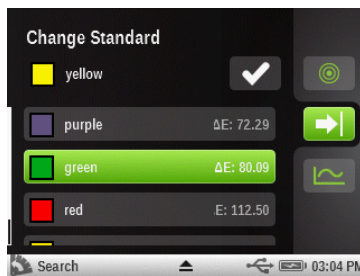 Change Standard
yellow
purple ΔE: 72.29
green ΔE: 80.09
red .E: 112.50
Search 03:04 PM